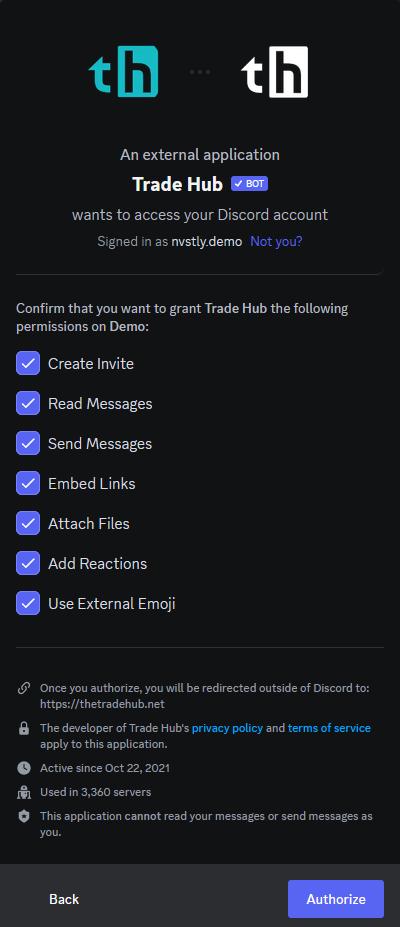 th
th
An external application
Trade Hub BOT
wants to access your Discord account
Signed in as nvstly.demo Not you?
Confirm that you want to grant Trade Hub the following
permissions on Demo:
Create Invite
Read Messages
Send Messages
Embed Links
Attach Files
Add Reactions
Use External Emoji
Once you authorize, you will be redirected outside of Discord to:
https://thetradehub.net
The developer of Trade Hub's privacy policy and terms of service
apply to this application.
Active since Oct 22, 2021
Used in 3,360 servers
This application cannot read your messages or send messages as
you.
Back
Authorize